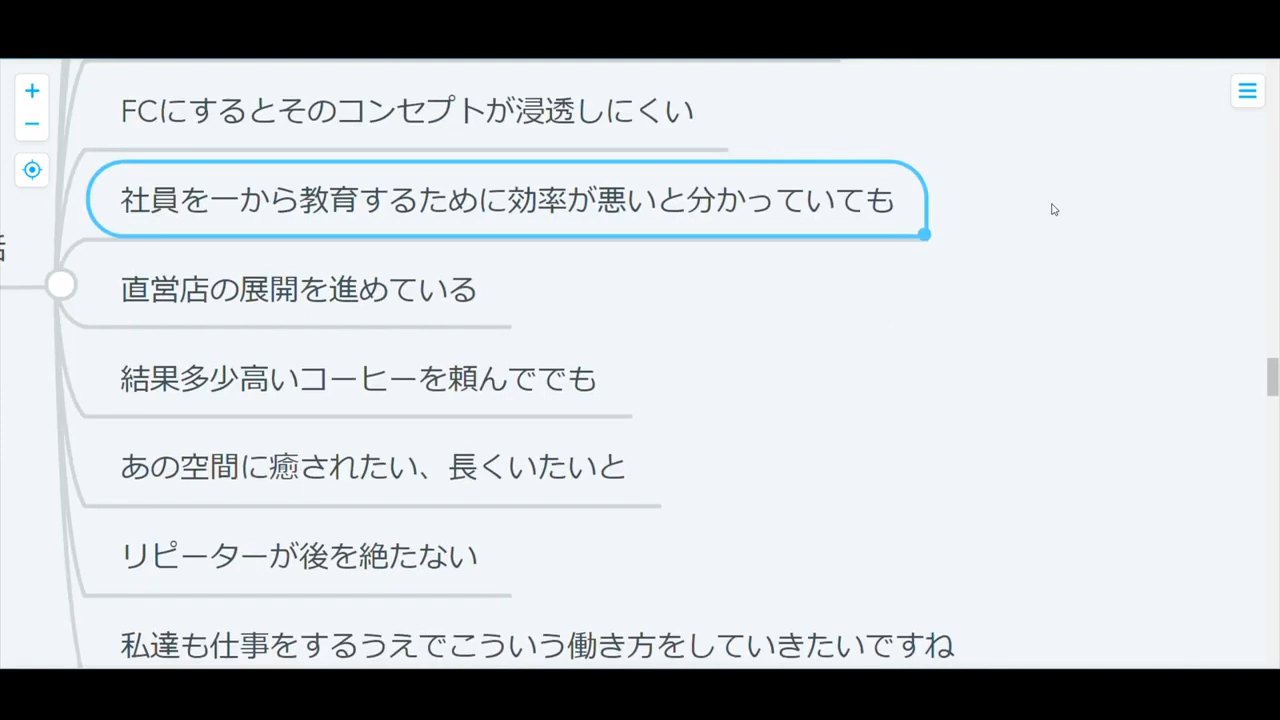 FCにするとそのコンセプトが浸透しにくい
社員を一から教育するために効率が悪いと分かっていても
直営店の展開を進めている
結果多少高いコーヒーを頼んででも
あの空間に癒されたい、長くいたいと
リピーターが後を絶たない
私達も仕事をするうえでこういう働き方をしていきたいですね